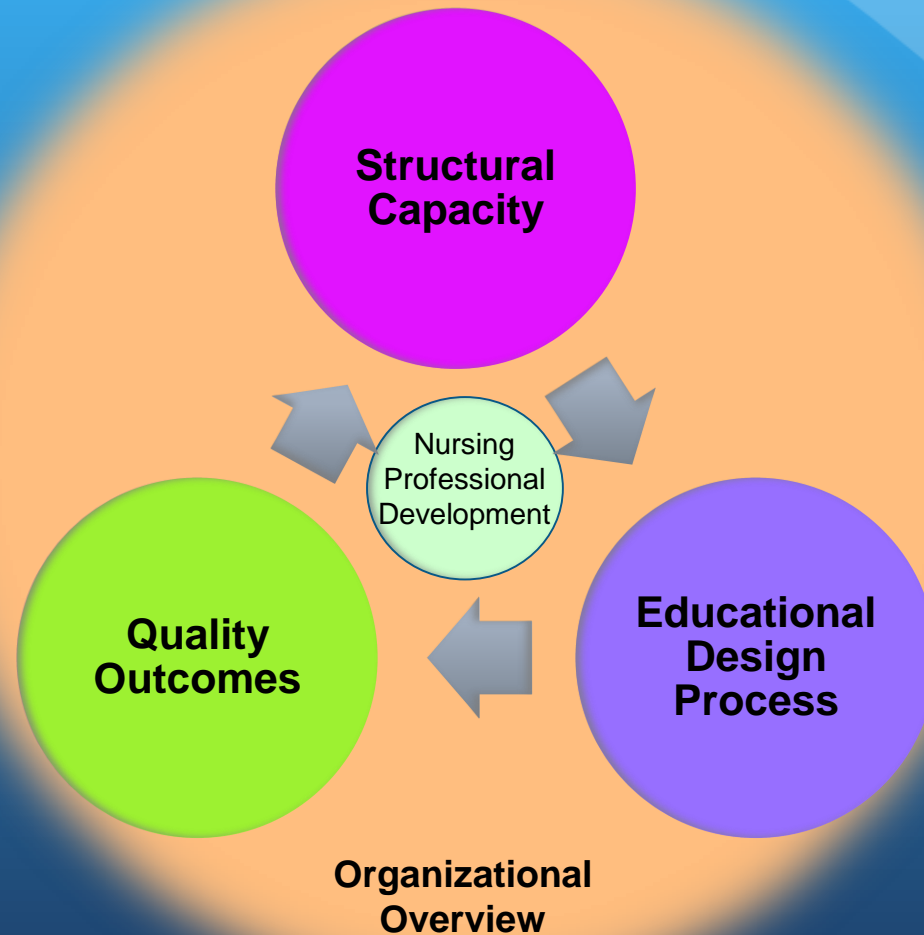 Structural
Capacity
Nursing
Professional
Development
Quality
Outcomes
Educational
Design
Process
Organizational
Overview